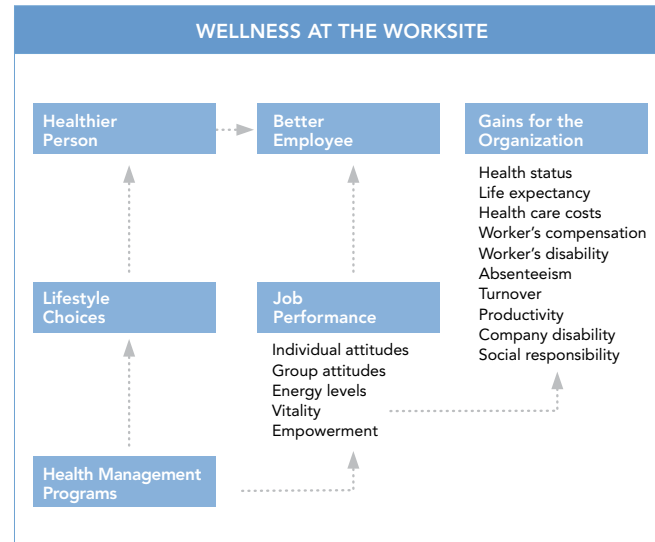 WELLNESS AT THE WORKSITE
Healthier
Person
Better
Employee
Gains for the
Organization
Health status
Life expectancy
Health care costs
Worker’s compensation
Worker’s disability
Absenteeism
Turnover
Productivity
Company disability
Social responsibility
Lifestyle
Choices
Job
Performance
Individual attitudes
Group attitudes
Energy levels
Vitality
Empowerment
Health Management
Programs